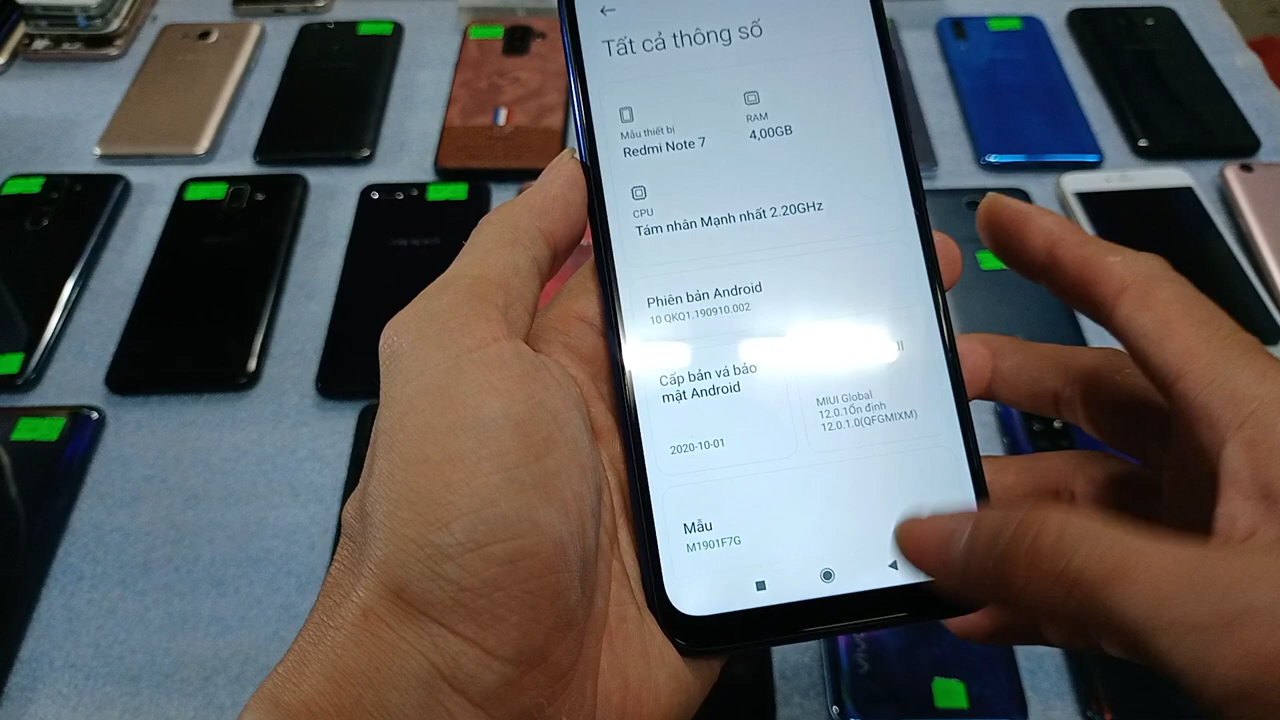 Tất cả thông số
Mẫu thiết bị
Redmi Note 7
RAM
4,00GB
CPU
Tám nhân Mạnh nhất 2.20GHz
Phiên bản Android
10 QKQ1.190910.002
Cấp bản vá bảo
mật Android
2020-10-01
MIUI Global
12.0.1Ổn định
12.0.1.0(QFGMIXM)
Mẫu
M1901F7G
vivo